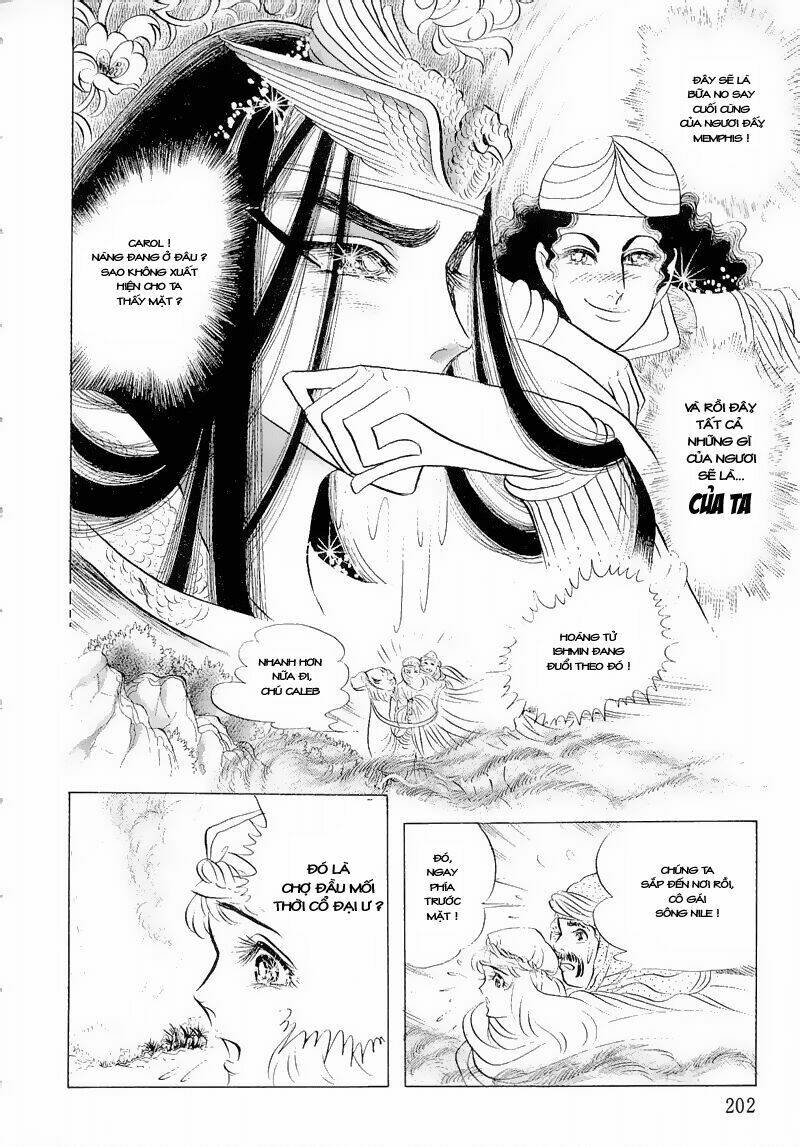 ĐÂY SẼ LÀ
BỮA NO SAY
CUỐI CÙNG
CỦA NGƯƠI ĐẤY,
MEMPHIS !
CAROL !
NÀNG ĐANG Ở ĐÂU ?
SAO KHÔNG XUẤT
HIỆN CHO TA
THẤY MẶT ?
VÀ RỒI ĐÂY,
TẤT CẢ
NHỮNG GÌ
CỦA NGƯƠI
SẼ LÀ...
CỦA TA
HOÀNG TỬ
ISHMIN ĐANG
ĐUỔI THEO ĐÓ !
NHANH HƠN
NỮA ĐI,
CHÚ CALEB
CHÚNG TA
SẮP ĐẾN NƠI RỒI,
CÔ GÁI
SÔNG NILE !
ĐÓ,
NGAY
PHÍA
TRƯỚC
MẶT !
ĐÓ LÀ
CHỢ ĐẦU MỐI
THỜI CỔ ĐẠI Ư ?
202